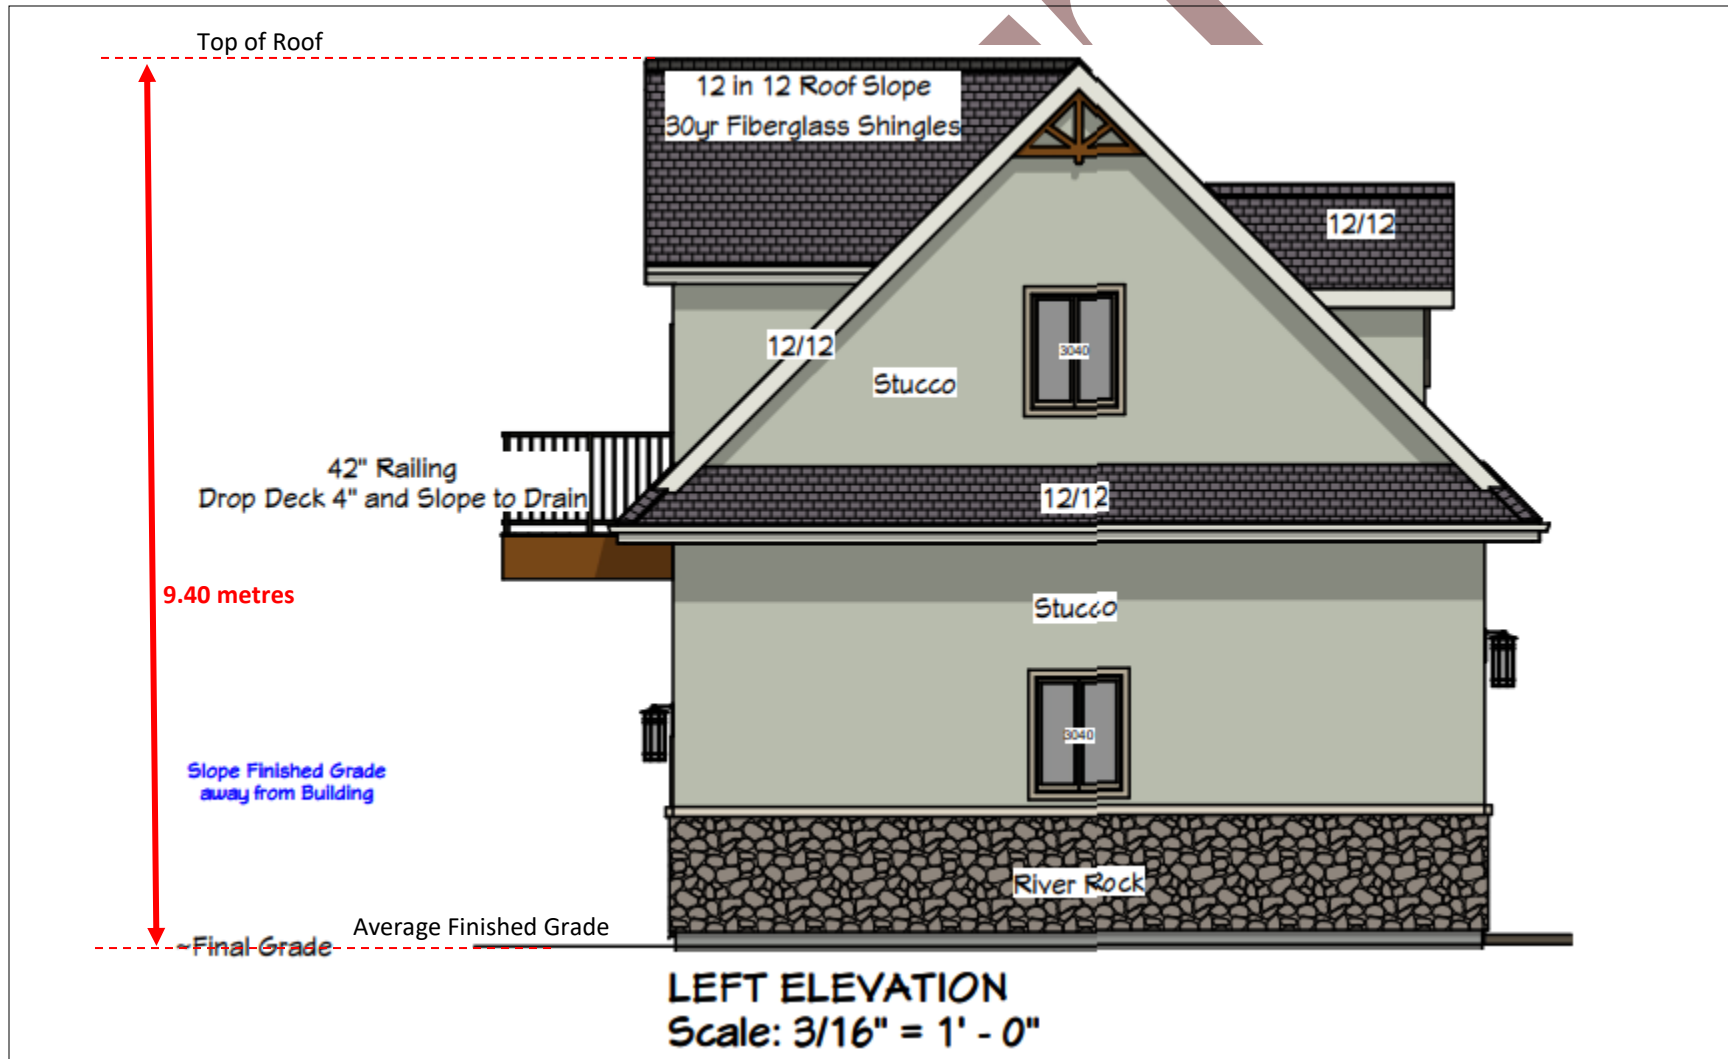 Top of Roof
12 in 12 Roof Slope
30yr Fiberglass Shingles
12/12
12/12
3040
Stucco
42" Railing
Drop Deck 4" and Slope to Drain
12/12
9.40 metres
Stucco
3040
Slope Finished Grade
away from Building
River Rock
Average Finished Grade
~Final Grade
LEFT ELEVATION
Scale: 3/16" = 1' - 0"